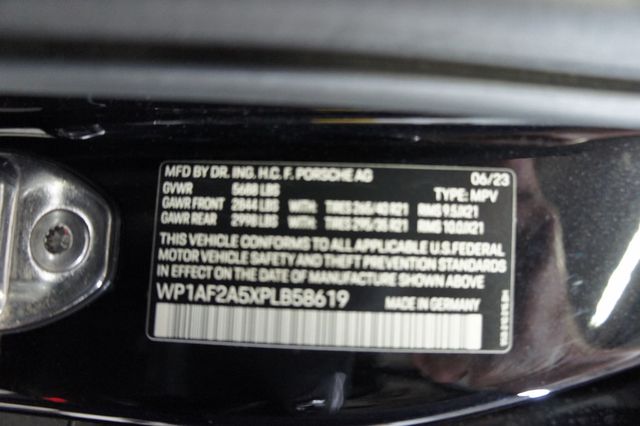 MFD BY DR. ING. H.C. F. PORSCHE AG 06/23
GVWR 5688 LBS TYPE: MPV
GAWR FRONT 2844 LBS WITH: TIRES 265/40 R21 RIMS 9.5JX21
GAWR REAR 2998 LBS WITH: TIRES 295/35 R21 RIMS 10.0JX21
THIS VEHICLE CONFORMS TO ALL APPLICABLE U.S. FEDERAL
MOTOR VEHICLE SAFETY AND THEFT PREVENTION STANDARDS
IN EFFECT ON THE DATE OF MANUFACTURE SHOWN ABOVE
WP1AF2A5XPLB58619 MADE IN GERMANY